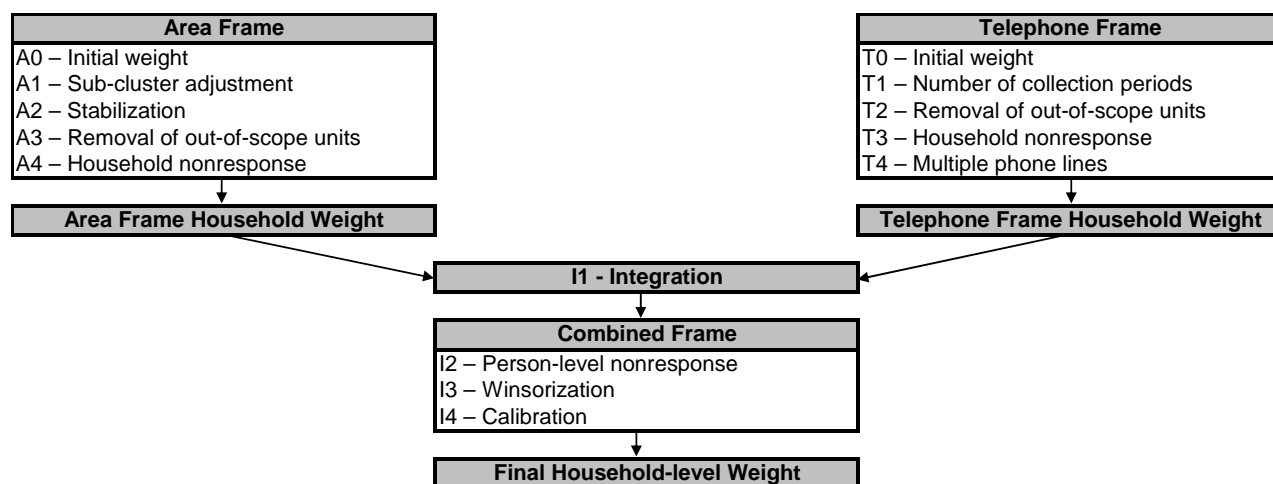 Area Frame
A0 – Initial weight
A1 – Sub-cluster adjustment
A2 – Stabilization
A3 – Removal of out-of-scope units
A4 – Household nonresponse
Area Frame Household Weight
Telephone Frame
T0 – Initial weight
T1 – Number of collection periods
T2 – Removal of out-of-scope units
T3 – Household nonresponse
T4 – Multiple phone lines
Telephone Frame Household Weight
I1 - Integration
Combined Frame
I2 – Person-level nonresponse
I3 – Winsorization
I4 – Calibration
Final Household-level Weight